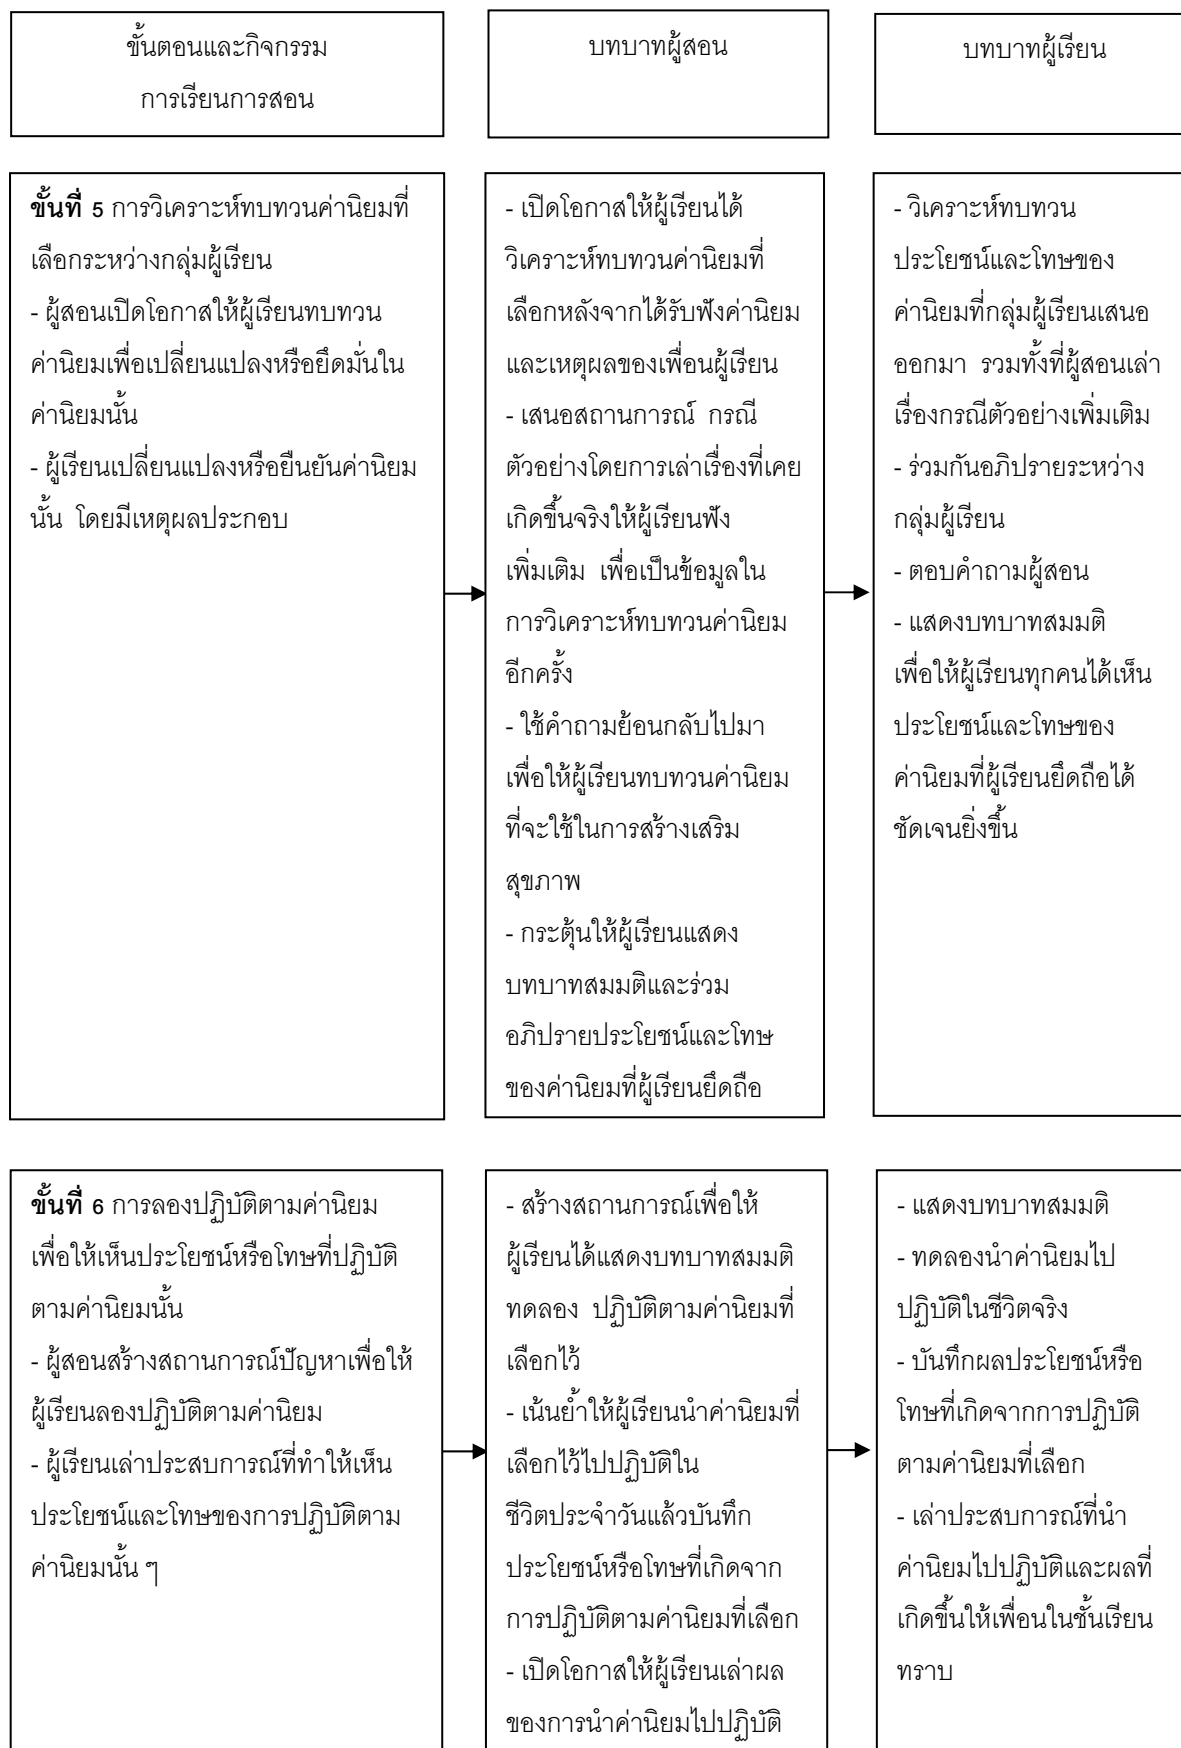 ขั้นตอนและกิจกรรม
การเรียนการสอน
บทบาทผู้สอน
บทบาทผู้เรียน
ขั้นที่ 5 การวิเคราะห์ทบทวนค่านิยมที่
เลือกระหว่างกลุ่มผู้เรียน
- ผู้สอนเปิดโอกาสให้ผู้เรียนทบทวน
ค่านิยมเพื่อเปลี่ยนแปลงหรือยึดมั่นใน
ค่านิยมนั้น
- ผู้เรียนเปลี่ยนแปลงหรือยืนยันค่านิยม
นั้น โดยมีเหตุผลประกอบ
- เปิดโอกาสให้ผู้เรียนได้
วิเคราะห์ทบทวนค่านิยมที่
เลือกหลังจากได้รับฟังค่านิยม
และเหตุผลของเพื่อนผู้เรียน
- เสนอสถานการณ์ กรณี
ตัวอย่างโดยการเล่าเรื่องที่เคย
เกิดขึ้นจริงให้ผู้เรียนฟัง
เพิ่มเติม เพื่อเป็นข้อมูลใน
การวิเคราะห์ทบทวนค่านิยม
อีกครั้ง
- ใช้คำถามย้อนกลับไปมา
เพื่อให้ผู้เรียนทบทวนค่านิยม
ที่จะใช้ในการสร้างเสริม
สุขภาพ
- กระตุ้นให้ผู้เรียนแสดง
บทบาทสมมติและร่วม
อภิปรายประโยชน์และโทษ
ของค่านิยมที่ผู้เรียนยึดถือ
- วิเคราะห์ทบทวน
ประโยชน์และโทษของ
ค่านิยมที่กลุ่มผู้เรียนเสนอ
ออกมา รวมทั้งที่ผู้สอนเล่า
เรื่องกรณีตัวอย่างเพิ่มเติม
- ร่วมกันอภิปรายระหว่าง
กลุ่มผู้เรียน
- ตอบคำถามผู้สอน
- แสดงบทบาทสมมติ
เพื่อให้ผู้เรียนทุกคนได้เห็น
ประโยชน์และโทษของ
ค่านิยมที่ผู้เรียนยึดถือได้
ชัดเจนยิ่งขึ้น
ขั้นที่ 6 การลองปฏิบัติตามค่านิยม
เพื่อให้เห็นประโยชน์หรือโทษที่ปฏิบัติ
ตามค่านิยมนั้น
- ผู้สอนสร้างสถานการณ์ปัญหาเพื่อให้
ผู้เรียนลองปฏิบัติตามค่านิยม
- ผู้เรียนเล่าประสบการณ์ที่ทำให้เห็น
ประโยชน์และโทษของการปฏิบัติตาม
ค่านิยมนั้น ๆ
- สร้างสถานการณ์เพื่อให้
ผู้เรียนได้แสดงบทบาทสมมติ
ทดลอง ปฏิบัติตามค่านิยมที่
เลือกไว้
- เน้นย้ำให้ผู้เรียนนำค่านิยมที่
เลือกไว้ไปปฏิบัติใน
ชีวิตประจำวันแล้วบันทึก
ประโยชน์หรือโทษที่เกิดจาก
การปฏิบัติตามค่านิยมที่เลือก
- เปิดโอกาสให้ผู้เรียนเล่าผล
ของการนำค่านิยมไปปฏิบัติ
- แสดงบทบาทสมมติ
- ทดลองนำค่านิยมไป
ปฏิบัติในชีวิตจริง
- บันทึกผลประโยชน์หรือ
โทษที่เกิดจากการปฏิบัติ
ตามค่านิยมที่เลือก
- เล่าประสบการณ์ที่นำ
ค่านิยมไปปฏิบัติและผลที่
เกิดขึ้นให้เพื่อนในชั้นเรียน
ทราบ